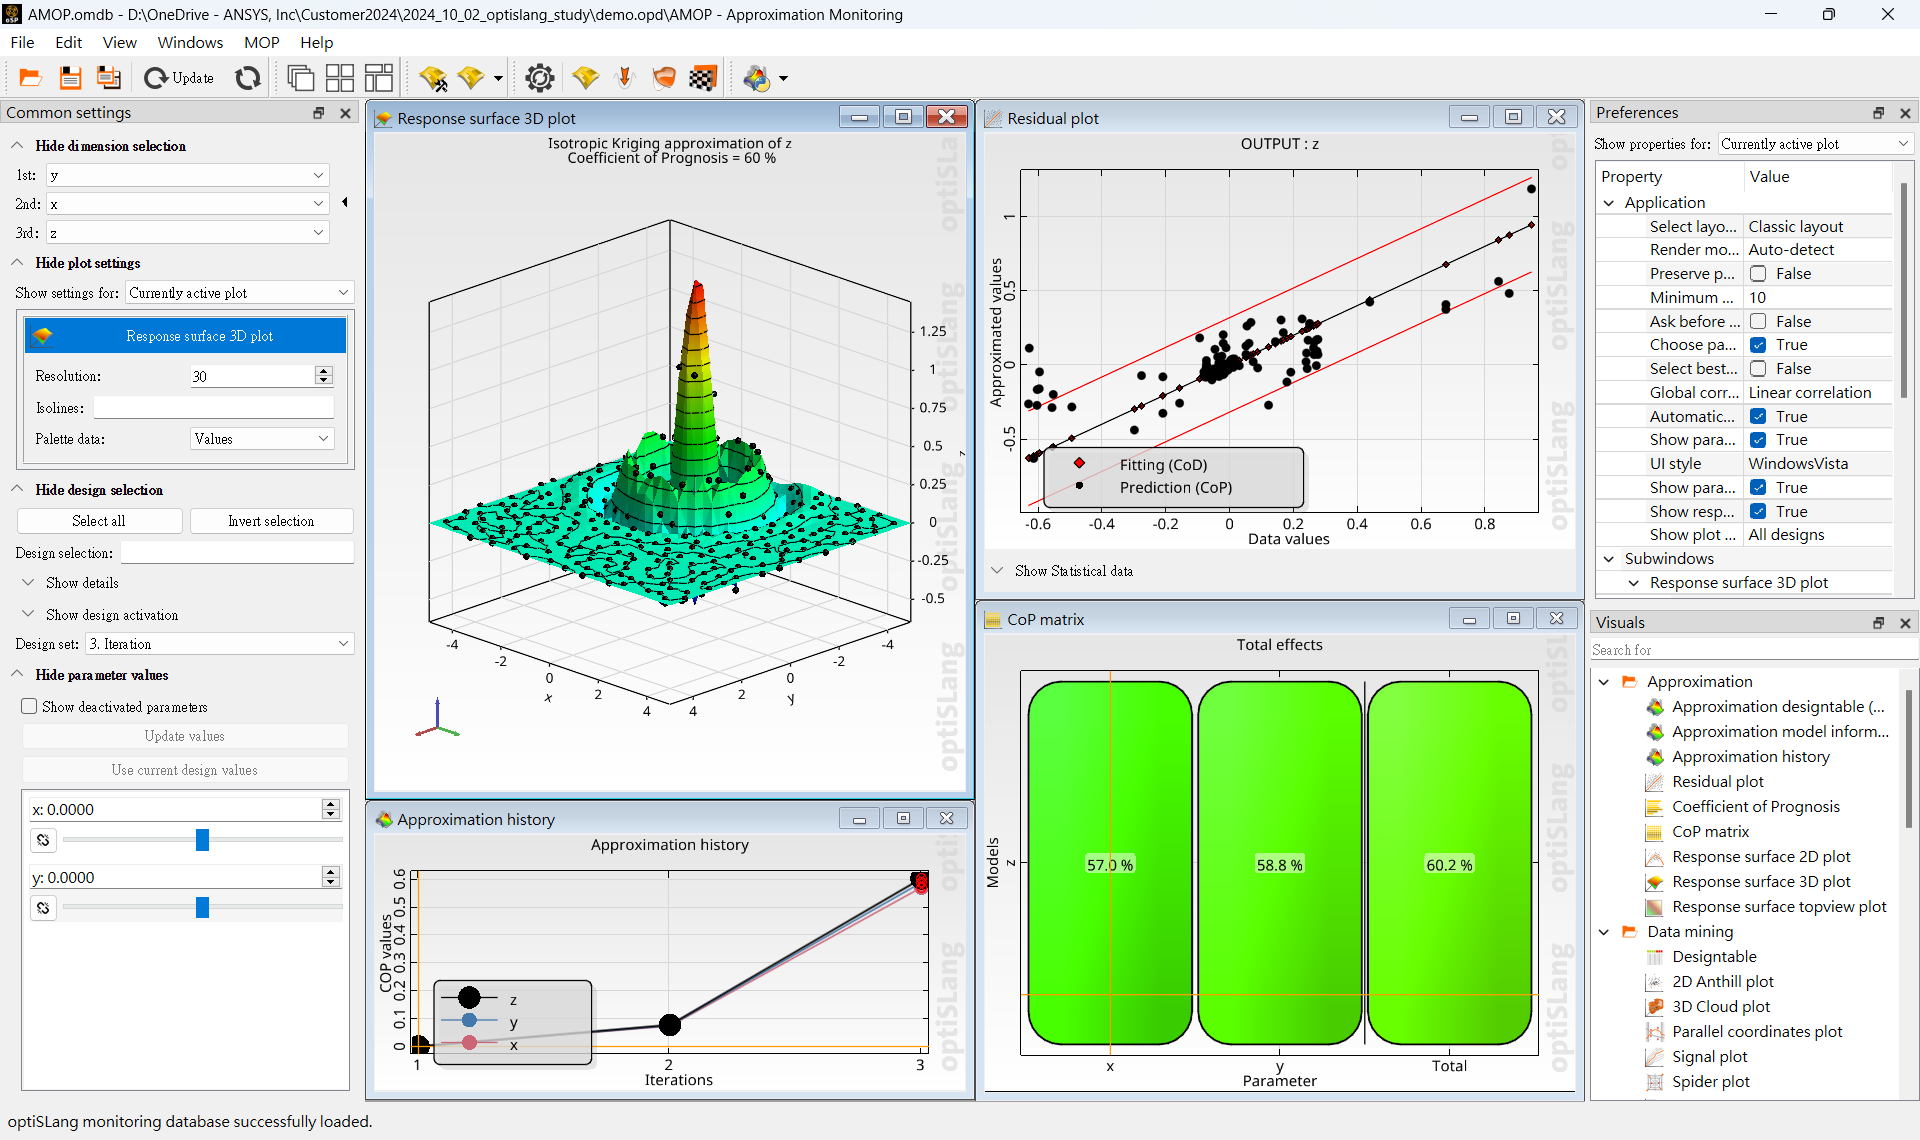 AMOP.omdb - D:\OneDrive - ANSYS, Inc\Customer2024\2024_10_02_optislang_study\demo.opd\AMOP - Approximation Monitoring
File Edit View Windows MOP Help
Update
Common settings
Hide dimension selection
1st: y
2nd: x
3rd: z
Hide plot settings
Show settings for: Currently active plot
Response surface 3D plot
Resolution: 30
Isolines:
Palette data: Values
Hide design selection
Select all Invert selection
Design selection:
Show details
Show design activation
Design set: 3. Iteration
Hide parameter values
Show deactivated parameters
Update values
Use current design values
x: 0.0000
y: 0.0000
Response surface 3D plot
Isotropic Kriging approximation of z
Coefficient of Prognosis = 60 %
1.25
1
0.75
0.5
0.25
0
-0.25
-0.5
z
-4 -2 0 2 4
x
4 2 0 -2 -4
y
optiSLang
Approximation history
Approximation history
COP values
0 0.1 0.2 0.3 0.4 0.5 0.6
z
y
x
1 2 3
Iterations
optiSLang
Residual plot
OUTPUT : z
Approximated values
-0.5 0 0.5 1
Fitting (CoD)
Prediction (CoP)
-0.6 -0.4 -0.2 0 0.2 0.4 0.6 0.8
Data values
optiSLang
Show Statistical data
CoP matrix
Total effects
Models
z
57.0 % 58.8 % 60.2 %
x y Total
Parameter
optiSLang
Preferences
Show properties for: Currently active plot
Property Value
Application
Select layo... Classic layout
Render mo... Auto-detect
Preserve p... False
Minimum ... 10
Ask before ... False
Choose pa... True
Select best... False
Global corr... Linear correlation
Automatic... True
Show para... True
UI style WindowsVista
Show para... True
Show resp... True
Show plot ... All designs
Subwindows
Response surface 3D plot
Visuals
Search for
Approximation
Approximation designtable (...
Approximation model inform...
Approximation history
Residual plot
Coefficient of Prognosis
CoP matrix
Response surface 2D plot
Response surface 3D plot
Response surface topview plot
Data mining
Designtable
2D Anthill plot
3D Cloud plot
Parallel coordinates plot
Signal plot
Spider plot
optiSLang monitoring database successfully loaded.